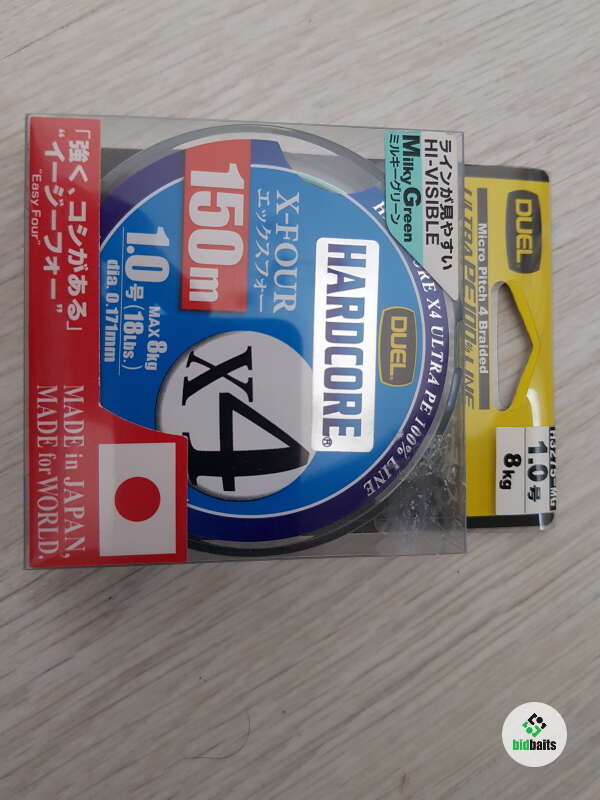 DUEL
Micro Pitch 4 Braided
1.0号
8kg
ラインが見やすい
HI-VISIBLE
Milky Green
ミルキーグリーン
DUEL
HARDCORE®
X4 ULTRA PE 100% LINE
X-FOUR
エックスフォー
150m
X4
MAX 8kg
1.0号(18Lbs.)
dia. 0.171mm
「強く、コシがある」
“イージーフォー”
"Easy Four"
MADE in JAPAN,
MADE for WORLD.
bidbaits